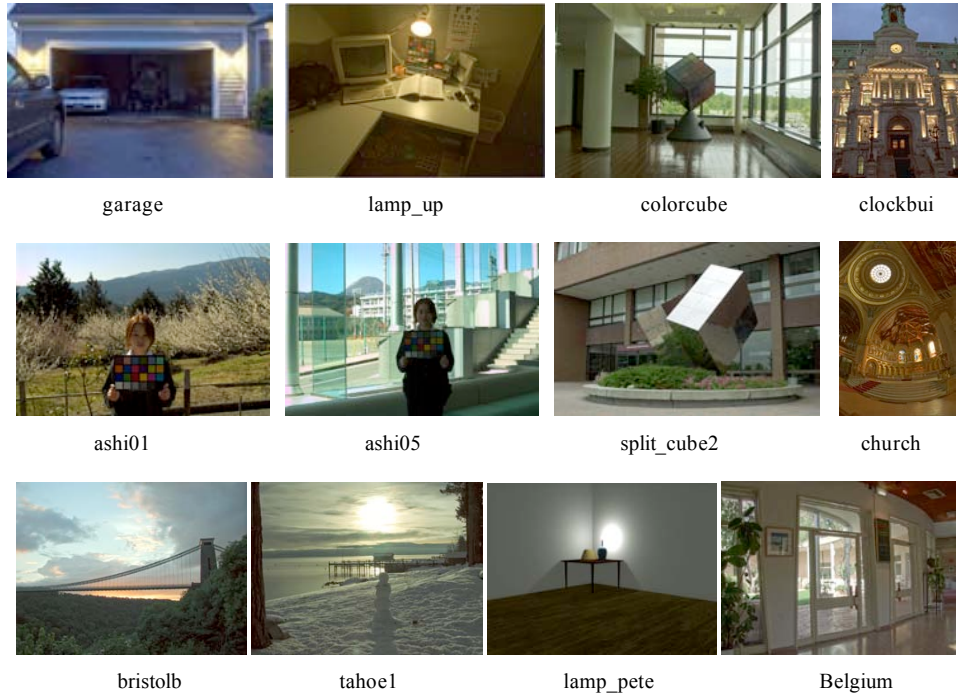 garage lamp_up colorcube clockbui
ashi01 ashi05 split_cube2 church
bristolb tahoe1 lamp_pete Belgium